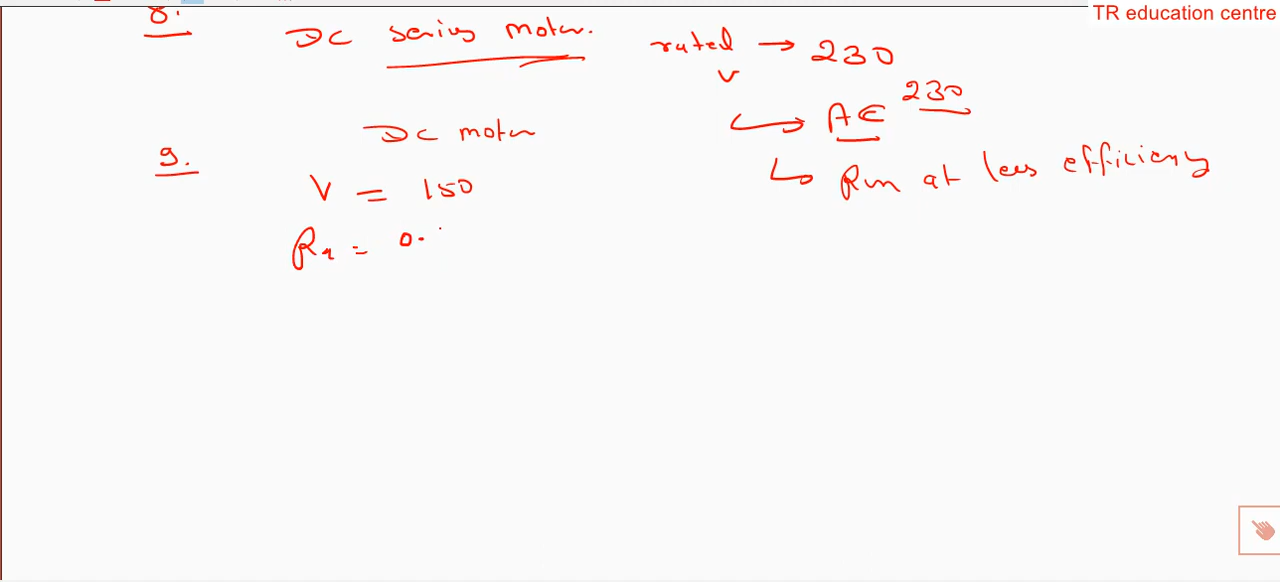 TR education centre
8.
DC series motor. rated → 230
V
AC 230
Run at less efficiency
9. DC motor
V = 150
Ra = 0.